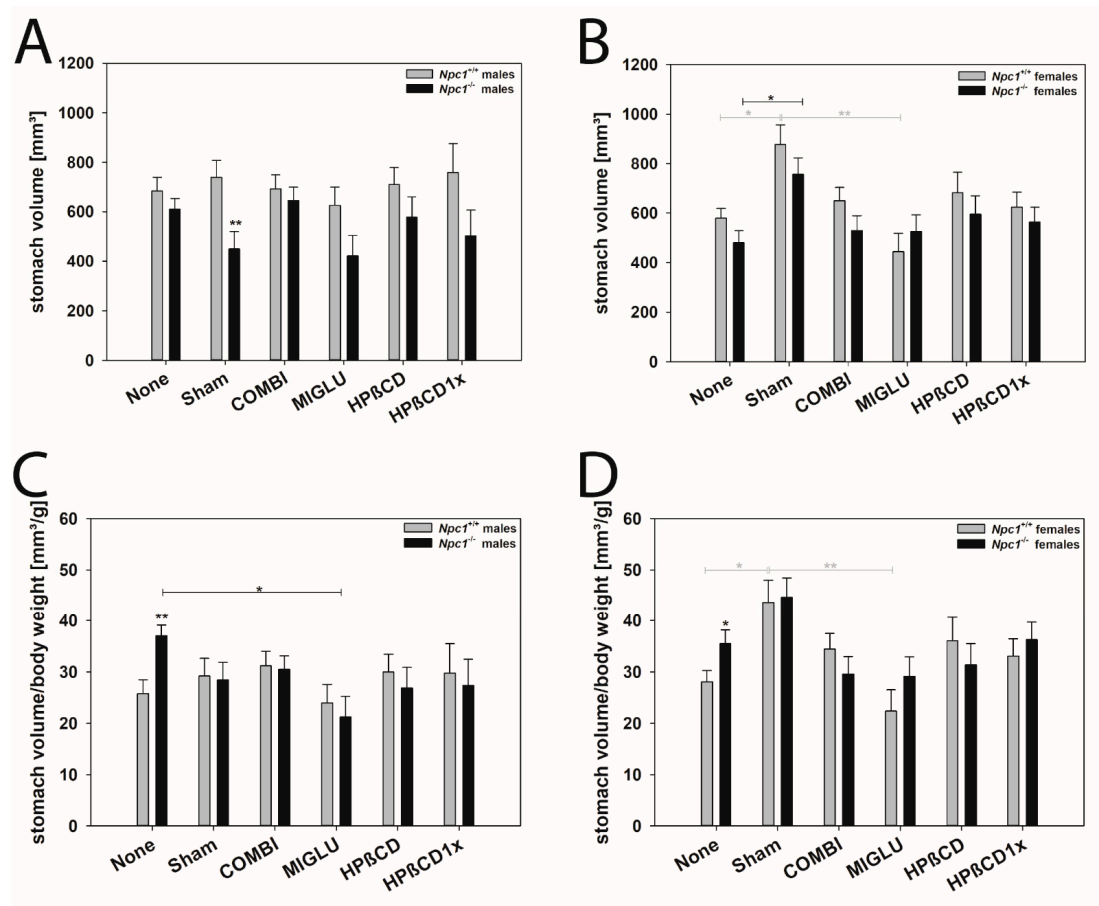 A
stomach volume [mm³]
1200
1000
800
600
400
200
0
Npc1+/+ males
Npc1-/- males
**
None
Sham
COMBI
MIGLU
HPßCD
HPßCD1x
B
stomach volume [mm³]
1200
1000
800
600
400
200
0
Npc1+/+ females
Npc1-/- females
*
*
**
None
Sham
COMBI
MIGLU
HPßCD
HPßCD1x
C
stomach volume/body weight [mm³/g]
60
50
40
30
20
10
0
Npc1+/+ males
Npc1-/- males
*
**
None
Sham
COMBI
MIGLU
HPßCD
HPßCD1x
D
stomach volume/body weight [mm³/g]
60
50
40
30
20
10
0
Npc1+/+ females
Npc1-/- females
*
**
*
None
Sham
COMBI
MIGLU
HPßCD
HPßCD1x